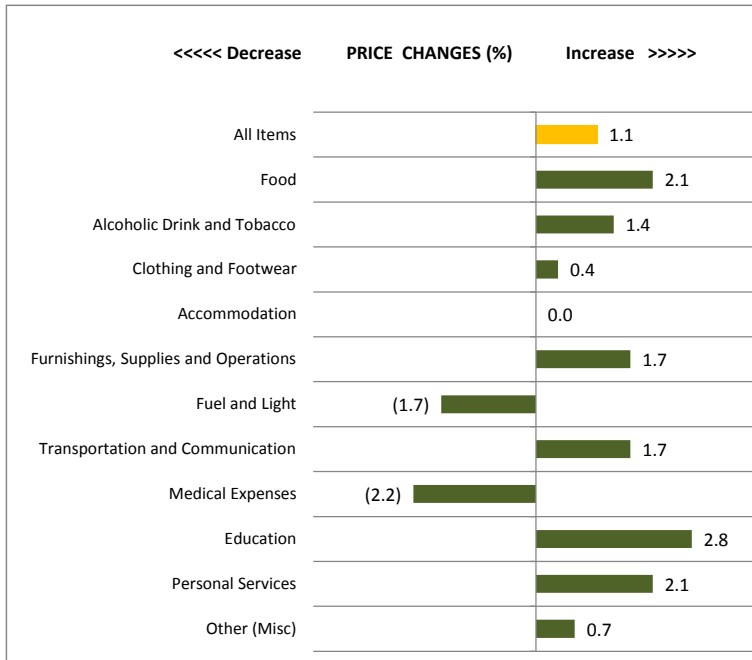 <<<<< Decrease PRICE CHANGES (%) Increase >>>>>
All Items 1.1
Food 2.1
Alcoholic Drink and Tobacco 1.4
Clothing and Footwear 0.4
Accommodation 0.0
Furnishings, Supplies and Operations 1.7
Fuel and Light (1.7)
Transportation and Communication 1.7
Medical Expenses (2.2)
Education 2.8
Personal Services 2.1
Other (Misc) 0.7